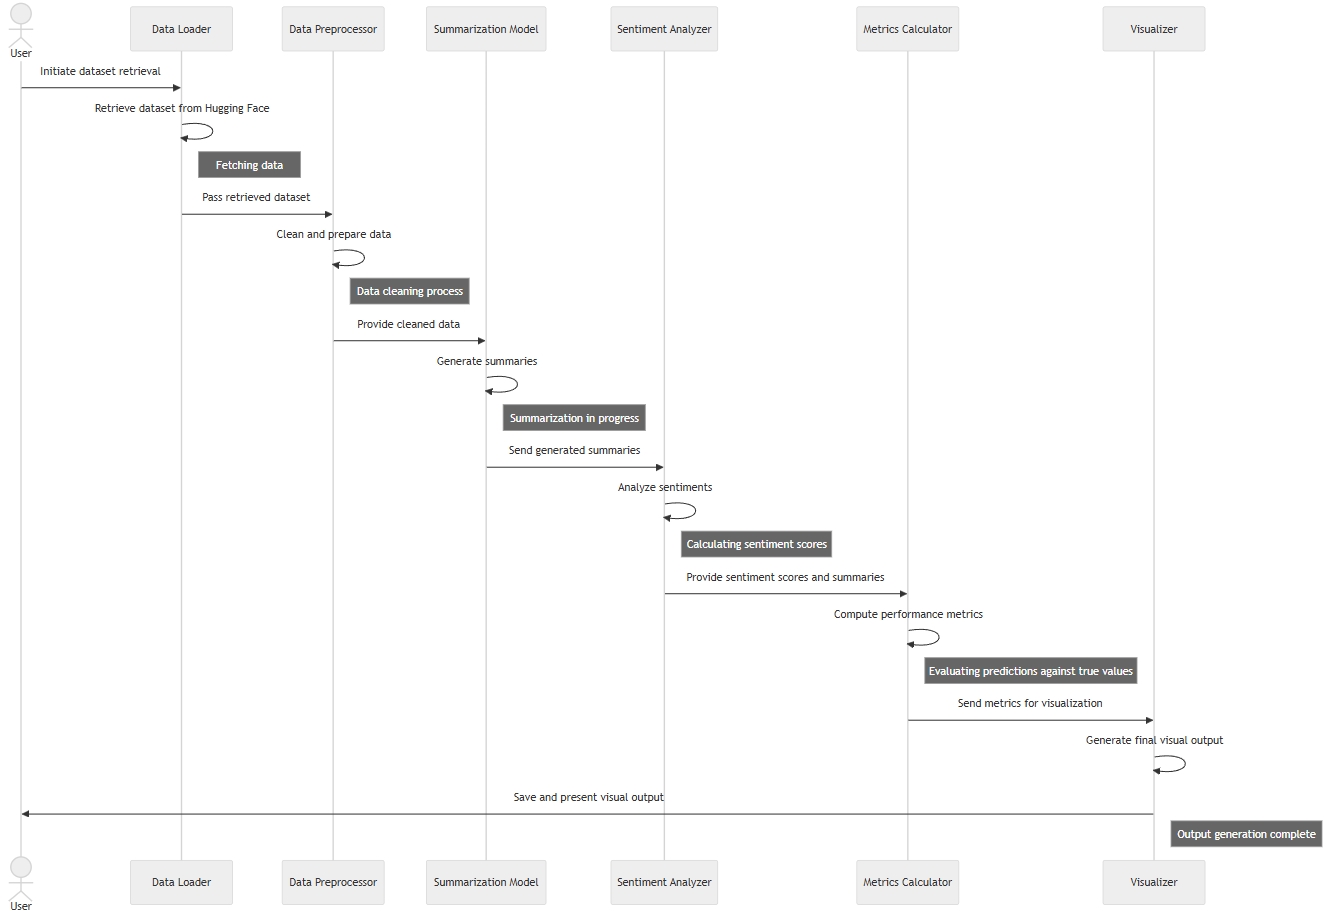 User
Data Loader
Data Preprocessor
Summarization Model
Sentiment Analyzer
Metrics Calculator
Visualizer
Initiate dataset retrieval
Retrieve dataset from Hugging Face
Fetching data
Pass retrieved dataset
Clean and prepare data
Data cleaning process
Provide cleaned data
Generate summaries
Summarization in progress
Send generated summaries
Analyze sentiments
Calculating sentiment scores
Provide sentiment scores and summaries
Compute performance metrics
Evaluating predictions against true values
Send metrics for visualization
Generate final visual output
Save and present visual output
Output generation complete
User
Data Loader
Data Preprocessor
Summarization Model
Sentiment Analyzer
Metrics Calculator
Visualizer